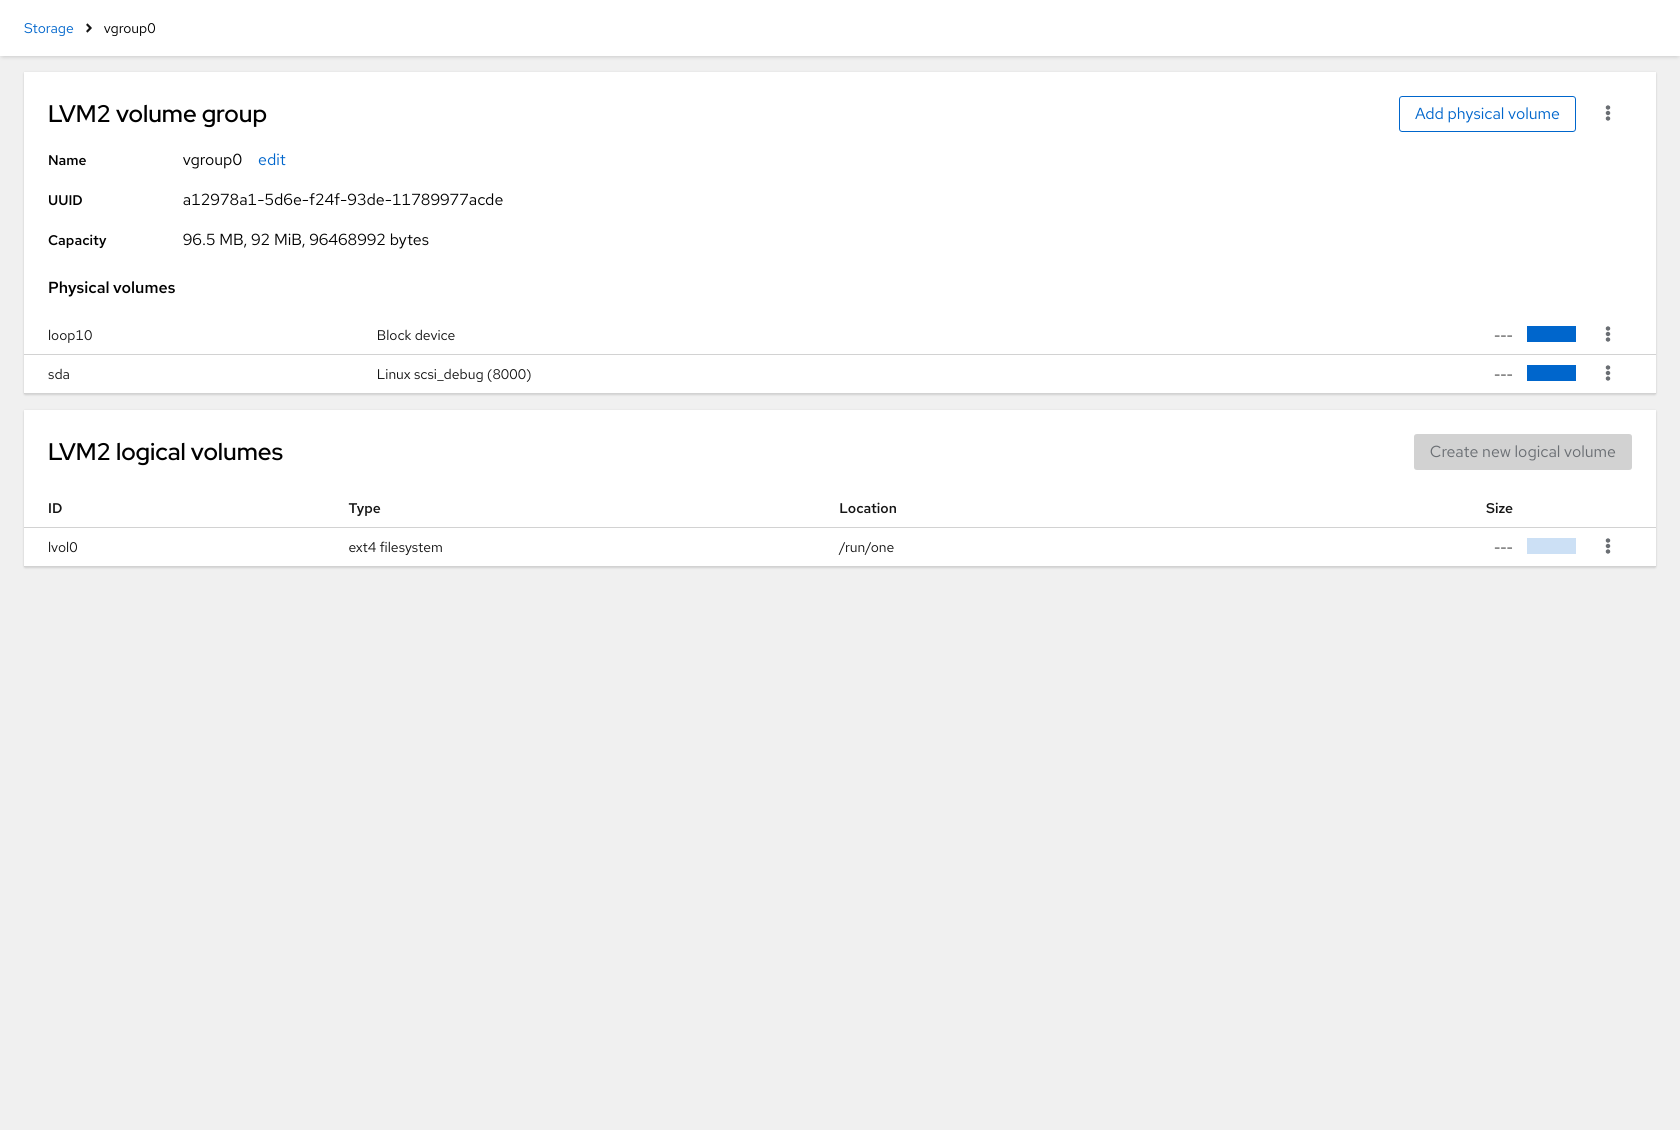 Storage > vgroup0
LVM2 volume group
Add physical volume
Name vgroup0 edit
UUID a12978a1-5d6e-f24f-93de-11789977acde
Capacity 96.5 MB, 92 MiB, 96468992 bytes
Physical volumes
loop10 Block device ---
sda Linux scsi_debug (8000) ---
LVM2 logical volumes
Create new logical volume
ID Type Location Size
lvol0 ext4 filesystem /run/one ---